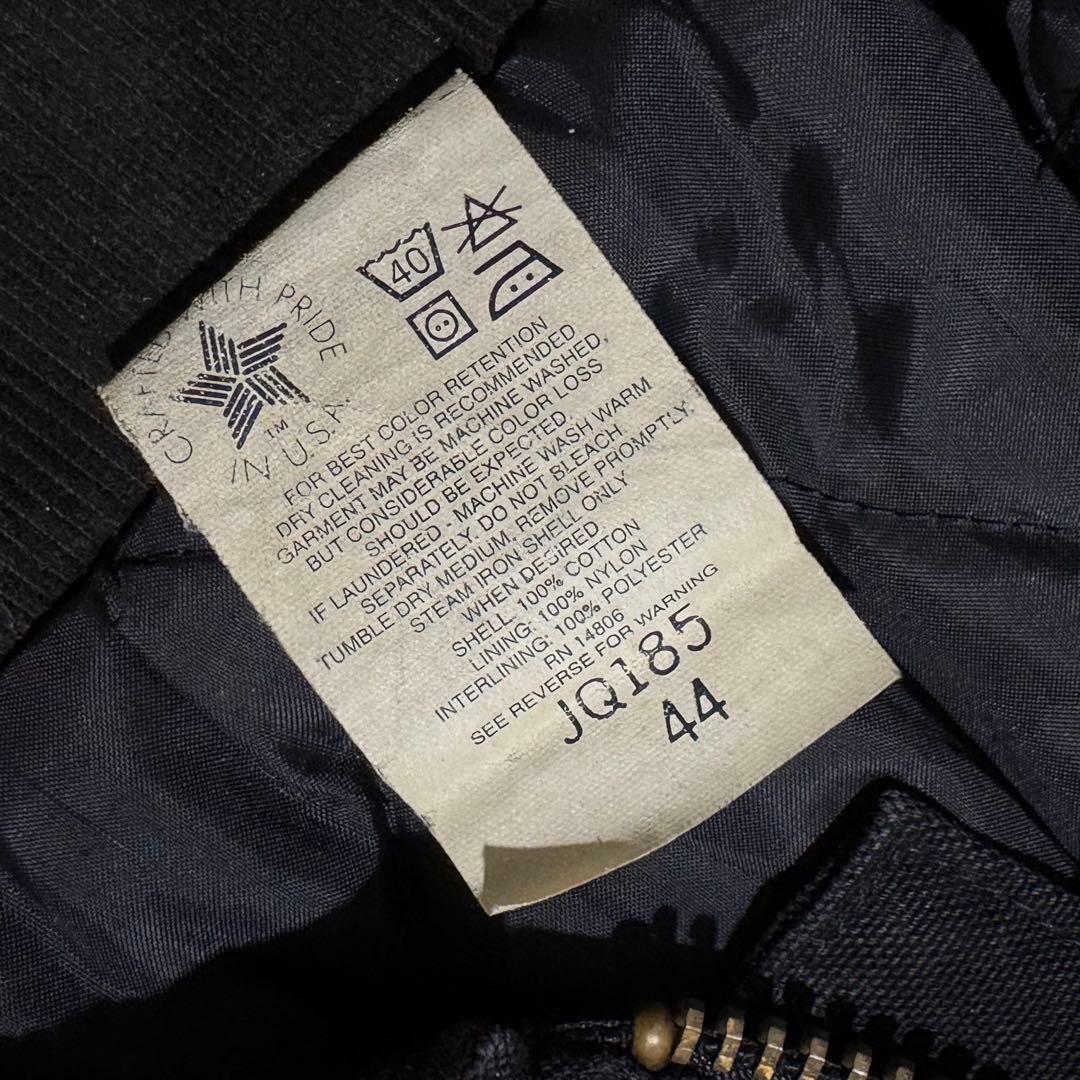 CRAFTED WITH PRIDE
IN U.S.A.
TM
40
FOR BEST COLOR RETENTION
DRY CLEANING IS RECOMMENDED
GARMENT MAY BE MACHINE WASHED,
BUT CONSIDERABLE COLOR LOSS
SHOULD BE EXPECTED
IF LAUNDERED - MACHINE WASH WARM
SEPARATELY, DO NOT BLEACH
TUMBLE DRY MEDIUM, REMOVE PROMPTLY.
STEAM IRON SHELL ONLY
WHEN DESIRED
SHELL: 100% COTTON
LINING: 100% NYLON
INTERLINING: 100% POLYESTER
RN 14806
SEE REVERSE FOR WARNING
JQ185
44